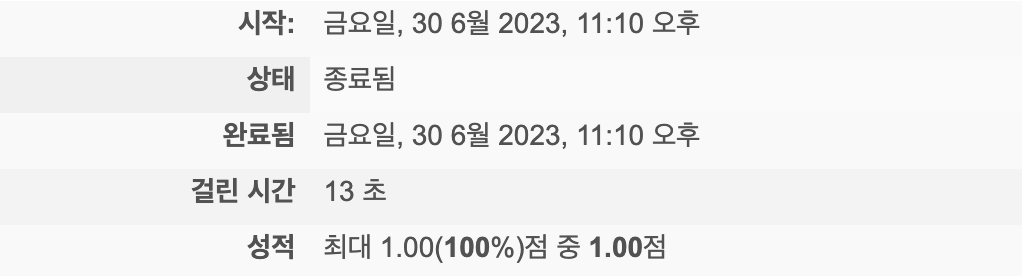 시작: 금요일, 30 6월 2023, 11:10 오후
상태 종료됨
완료됨 금요일, 30 6월 2023, 11:10 오후
걸린 시간 13 초
성적 최대 1.00(100%)점 중 1.00점